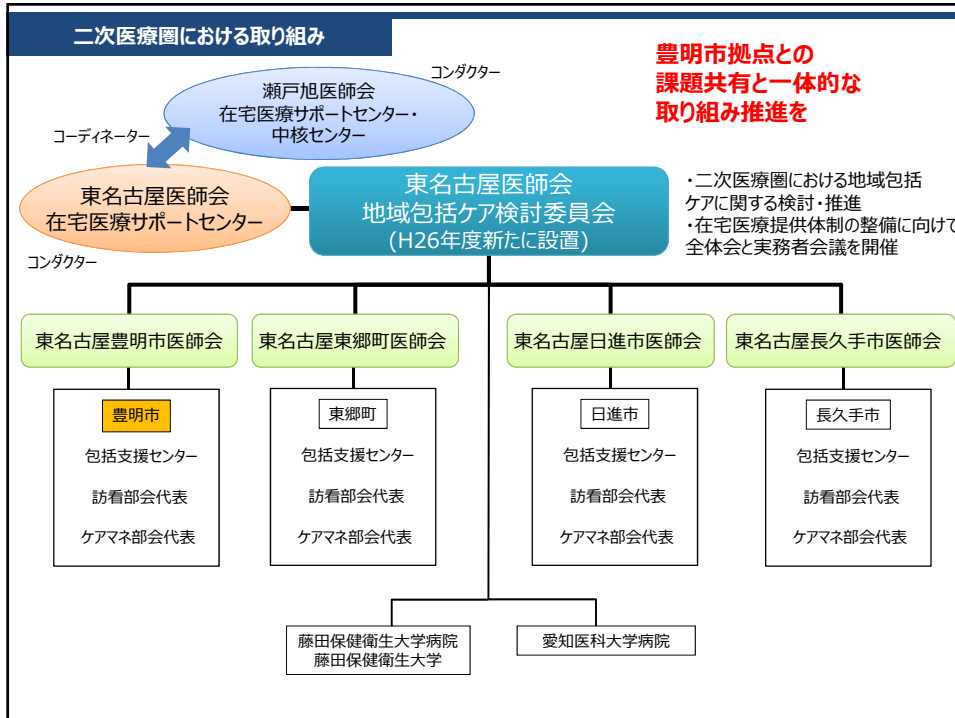 二次医療圏における取り組み
豊明市拠点との
課題共有と一体的な
取り組み推進を
コンダクター
瀬戸旭医師会
在宅医療サポートセンター・
中核センター
コーディネーター
東名古屋医師会
在宅医療サポートセンター
コンダクター
東名古屋医師会
地域包括ケア検討委員会
(H26年度新たに設置)
・二次医療圏における地域包括
ケアに関する検討・推進
・在宅医療提供体制の整備に向けて
全体会と実務者会議を開催
東名古屋豊明市医師会
東名古屋東郷町医師会
東名古屋日進市医師会
東名古屋長久手市医師会
豊明市
包括支援センター
訪看部会代表
ケアマネ部会代表
東郷町
包括支援センター
訪看部会代表
ケアマネ部会代表
日進市
包括支援センター
訪看部会代表
ケアマネ部会代表
長久手市
包括支援センター
訪看部会代表
ケアマネ部会代表
藤田保健衛生大学病院
藤田保健衛生大学
愛知医科大学病院